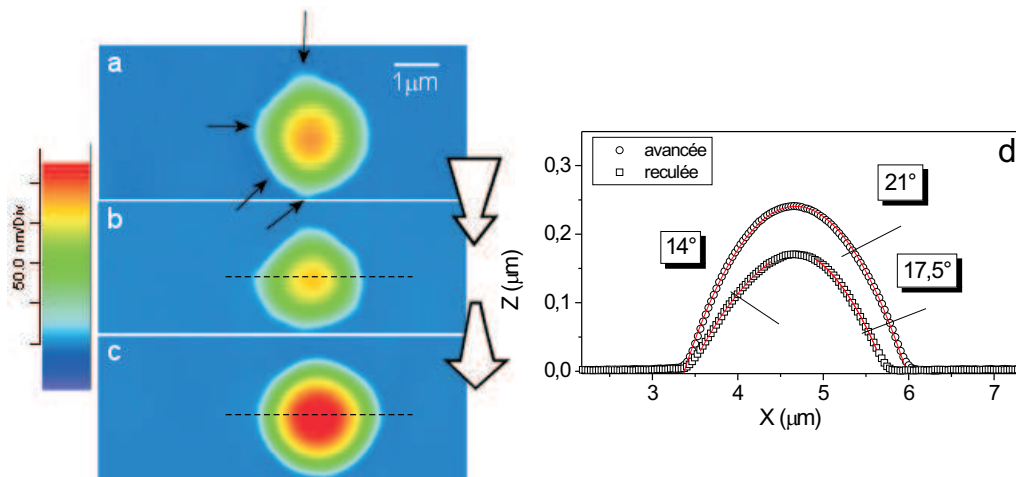 a
1μm
b
c
50.0 nm/Div
d
avancée
reculée
21°
14°
17,5°
0,3
0,2
0,1
0,0
Z (μm)
3 4 5 6 7
X (μm)